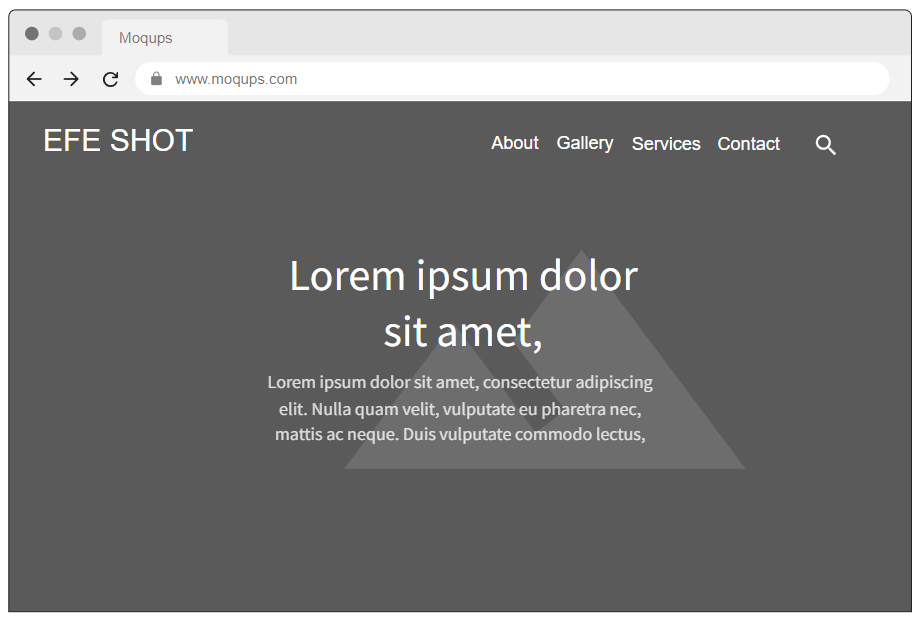 Moqups
www.moqups.com
EFE SHOT
About Gallery Services Contact
Lorem ipsum dolor
sit amet,
Lorem ipsum dolor sit amet, consectetur adipiscing
elit. Nulla quam velit, vulputate eu pharetra nec,
mattis ac neque. Duis vulputate commodo lectus,